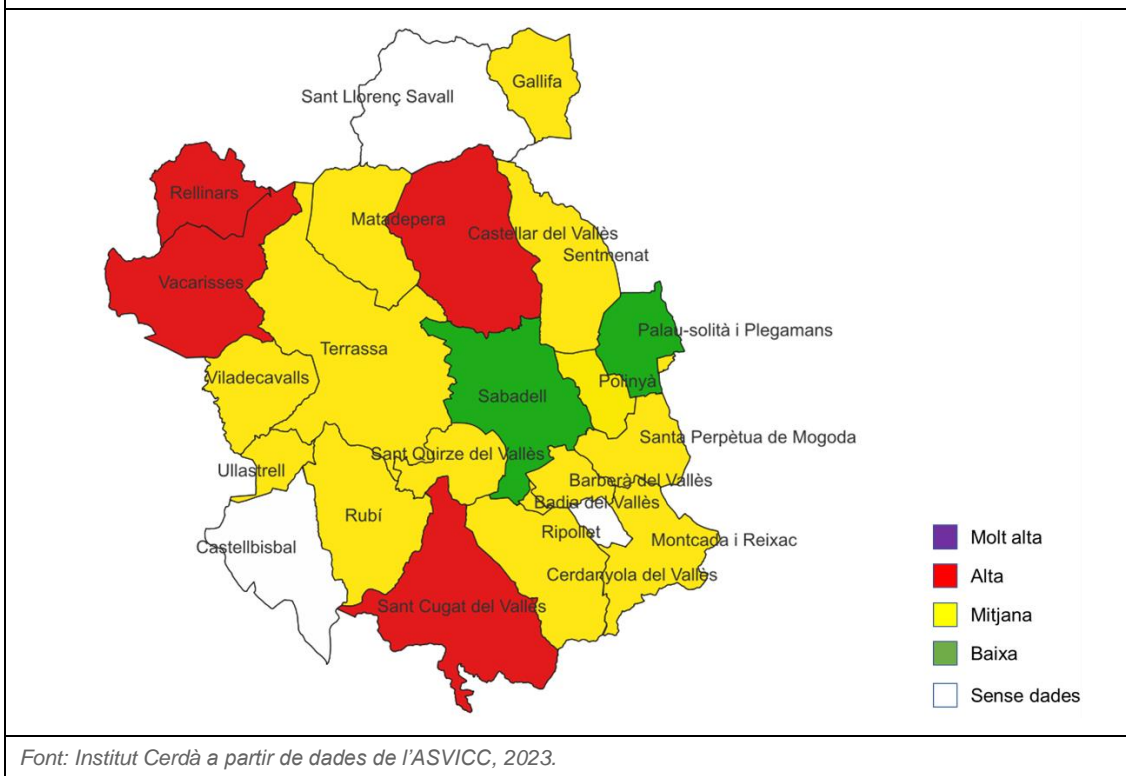 Gallifa
Sant Llorenç Savall
Rellinars
Matadepera
Castellar del Vallès
Sentmenat
Vacarisses
Palau-solità i Plegamans
Terrassa
Viladecavalls
Polinyà
Sabadell
Santa Perpètua de Mogoda
Sant Quirze del Vallès
Ullastrell
Barberà del Vallès
Badia del Vallès
Rubí
Ripollet
Montcada i Reixac
Castellbisbal
Cerdanyola del Vallès
Sant Cugat del Vallès
Molt alta
Alta
Mitjana
Baixa
Sense dades
Font: Institut Cerdà a partir de dades de l’ASVICC, 2023.